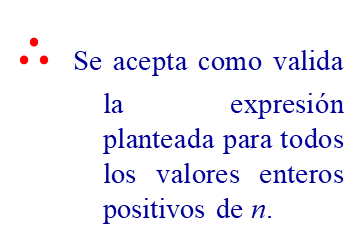 ∴ Se acepta como valida
la expresión
planteada para todos
los valores enteros
positivos de n.